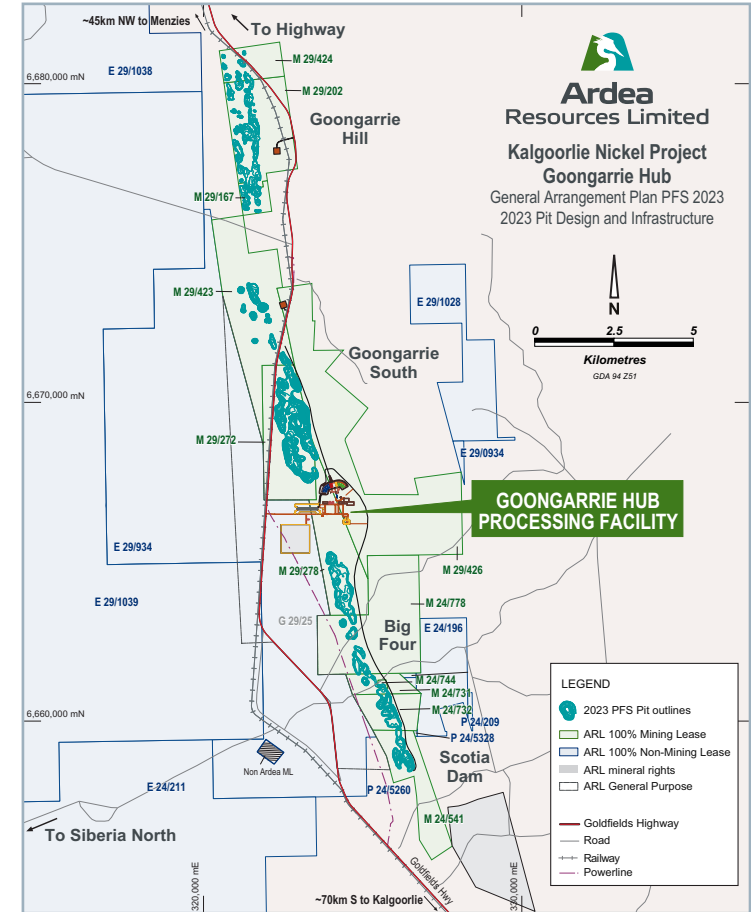 ~45km NW to Menzies
To Highway
E 29/1038
M 29/424
6,680,000 mN
M 29/202
Goongarrie
Hill
Ardea
Resources Limited
Kalgoorlie Nickel Project
Goongarrie Hub
General Arrangement Plan PFS 2023
2023 Pit Design and Infrastructure
M 29/167
N
M 29/423
E 29/1028
0 2.5 5
Kilometres
GDA 94 Z51
Goongarrie
South
6,670,000 mN
M 29/272
E 29/0934
GOONGARRIE HUB
PROCESSING FACILITY
E 29/934
M 29/278
M 29/426
E 29/1039
M 24/778
G 29/25
Big
Four
E 24/196
M 24/744
M 24/731
M 24/732
6,660,000 mN
P 24/209
P 24/5328
Scotia
Dam
Non Ardea ML
E 24/211
P 24/5260
M 24/541
To Siberia North
LEGEND
2023 PFS Pit outlines
ARL 100% Mining Lease
ARL 100% Non-Mining Lease
ARL mineral rights
ARL General Purpose
Goldfields Highway
Road
Railway
Powerline
320,000 mE
Goldfields Hwy
330,000 mE
~70km S to Kalgoorlie